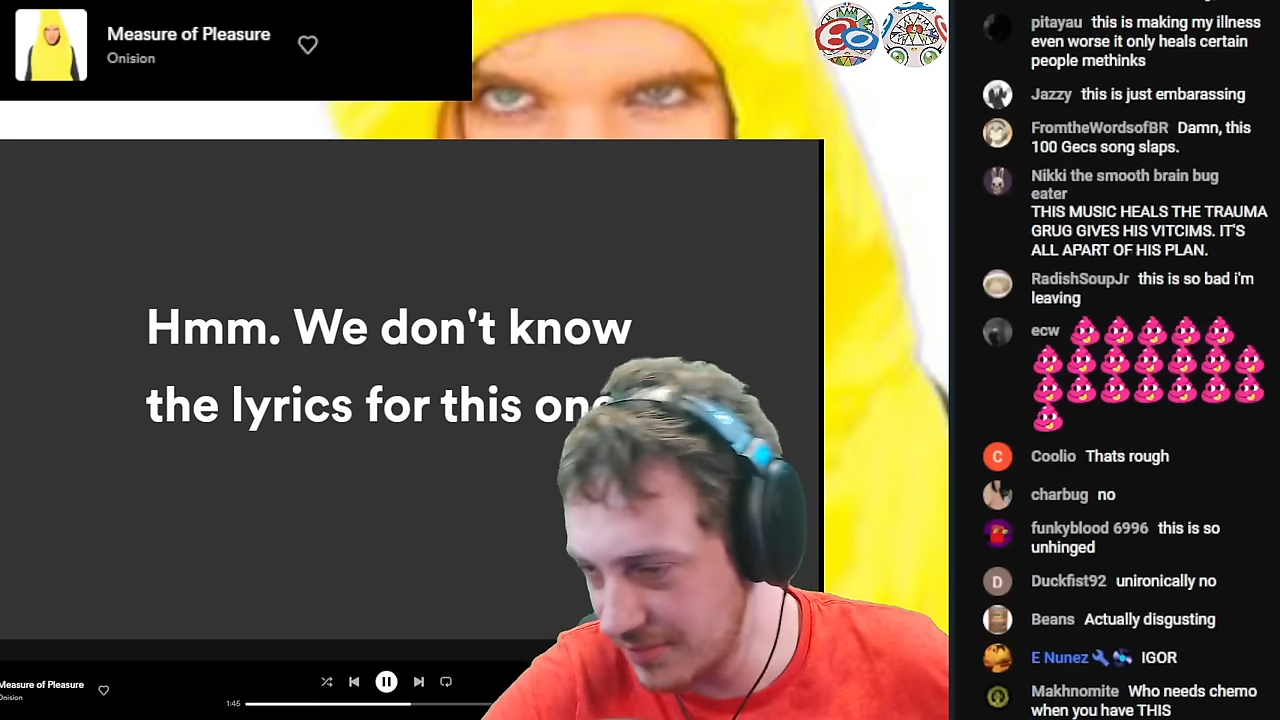 Measure of Pleasure
Onision
Hmm. We don't know
the lyrics for this one
Measure of Pleasure
Onision
1:45
pitayau this is making my illness
even worse it only heals certain
people methinks
Jazzy this is just embarassing
FromtheWordsofBR Damn, this
100 Gecs song slaps.
Nikki the smooth brain bug
eater
THIS MUSIC HEALS THE TRAUMA
GRUG GIVES HIS VITCIMS. IT'S
ALL APART OF HIS PLAN.
RadishSoupJr this is so bad i'm
leaving
ecw
C
Coolio Thats rough
charbug no
funkyblood 6996 this is so
unhinged
D
Duckfist92 unironically no
Beans Actually disgusting
E Nunez IGOR
Makhnomite Who needs chemo
when you have THIS